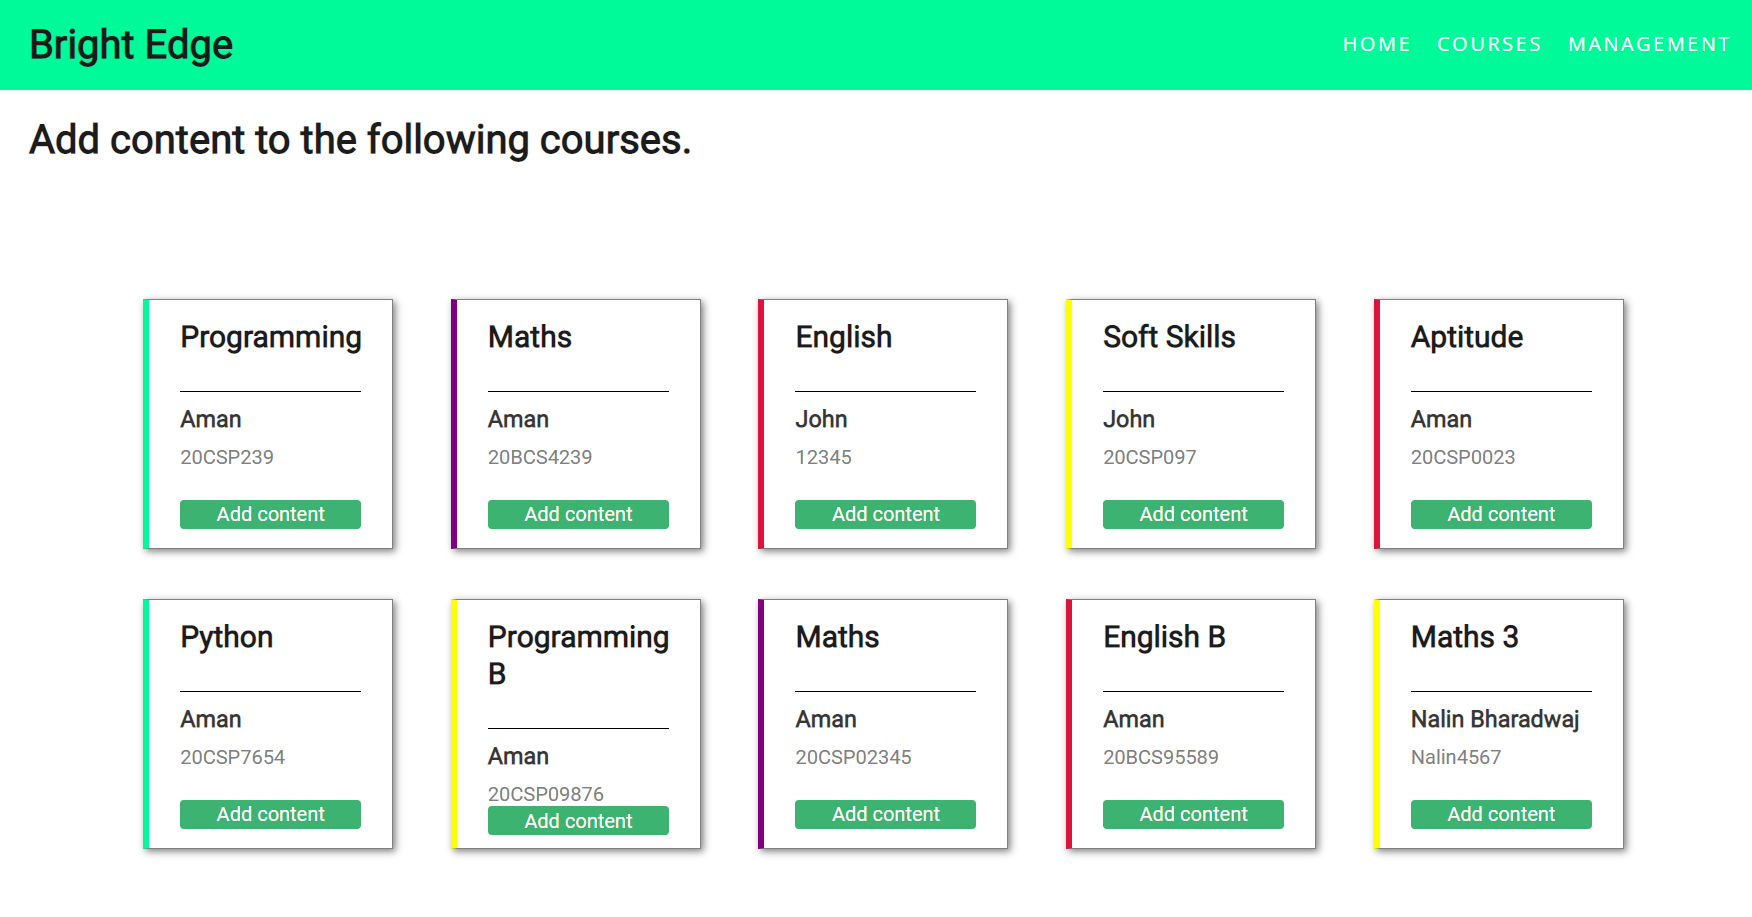 Bright Edge
HOME COURSES MANAGEMENT
Add content to the following courses.
Programming
Aman
20CSP239
Add content
Maths
Aman
20BCS4239
Add content
English
John
12345
Add content
Soft Skills
John
20CSP097
Add content
Aptitude
Aman
20CSP0023
Add content
Python
Aman
20CSP7654
Add content
Programming
B
Aman
20CSP09876
Add content
Maths
Aman
20CSP02345
Add content
English B
Aman
20BCS95589
Add content
Maths 3
Nalin Bharadwaj
Nalin4567
Add content